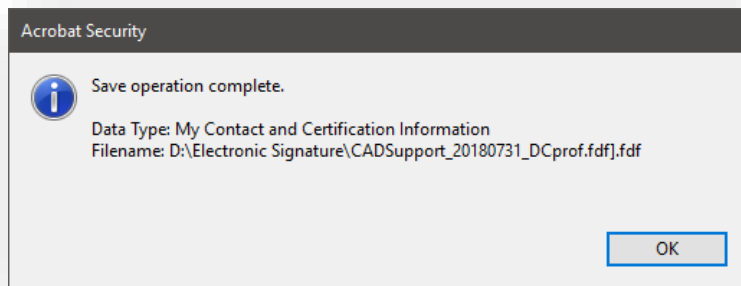 Acrobat Security
Save operation complete.
Data Type: My Contact and Certification Information
Filename: D:\Electronic Signature\CADSupport_20180731_DCprof.fdf].fdf
OK